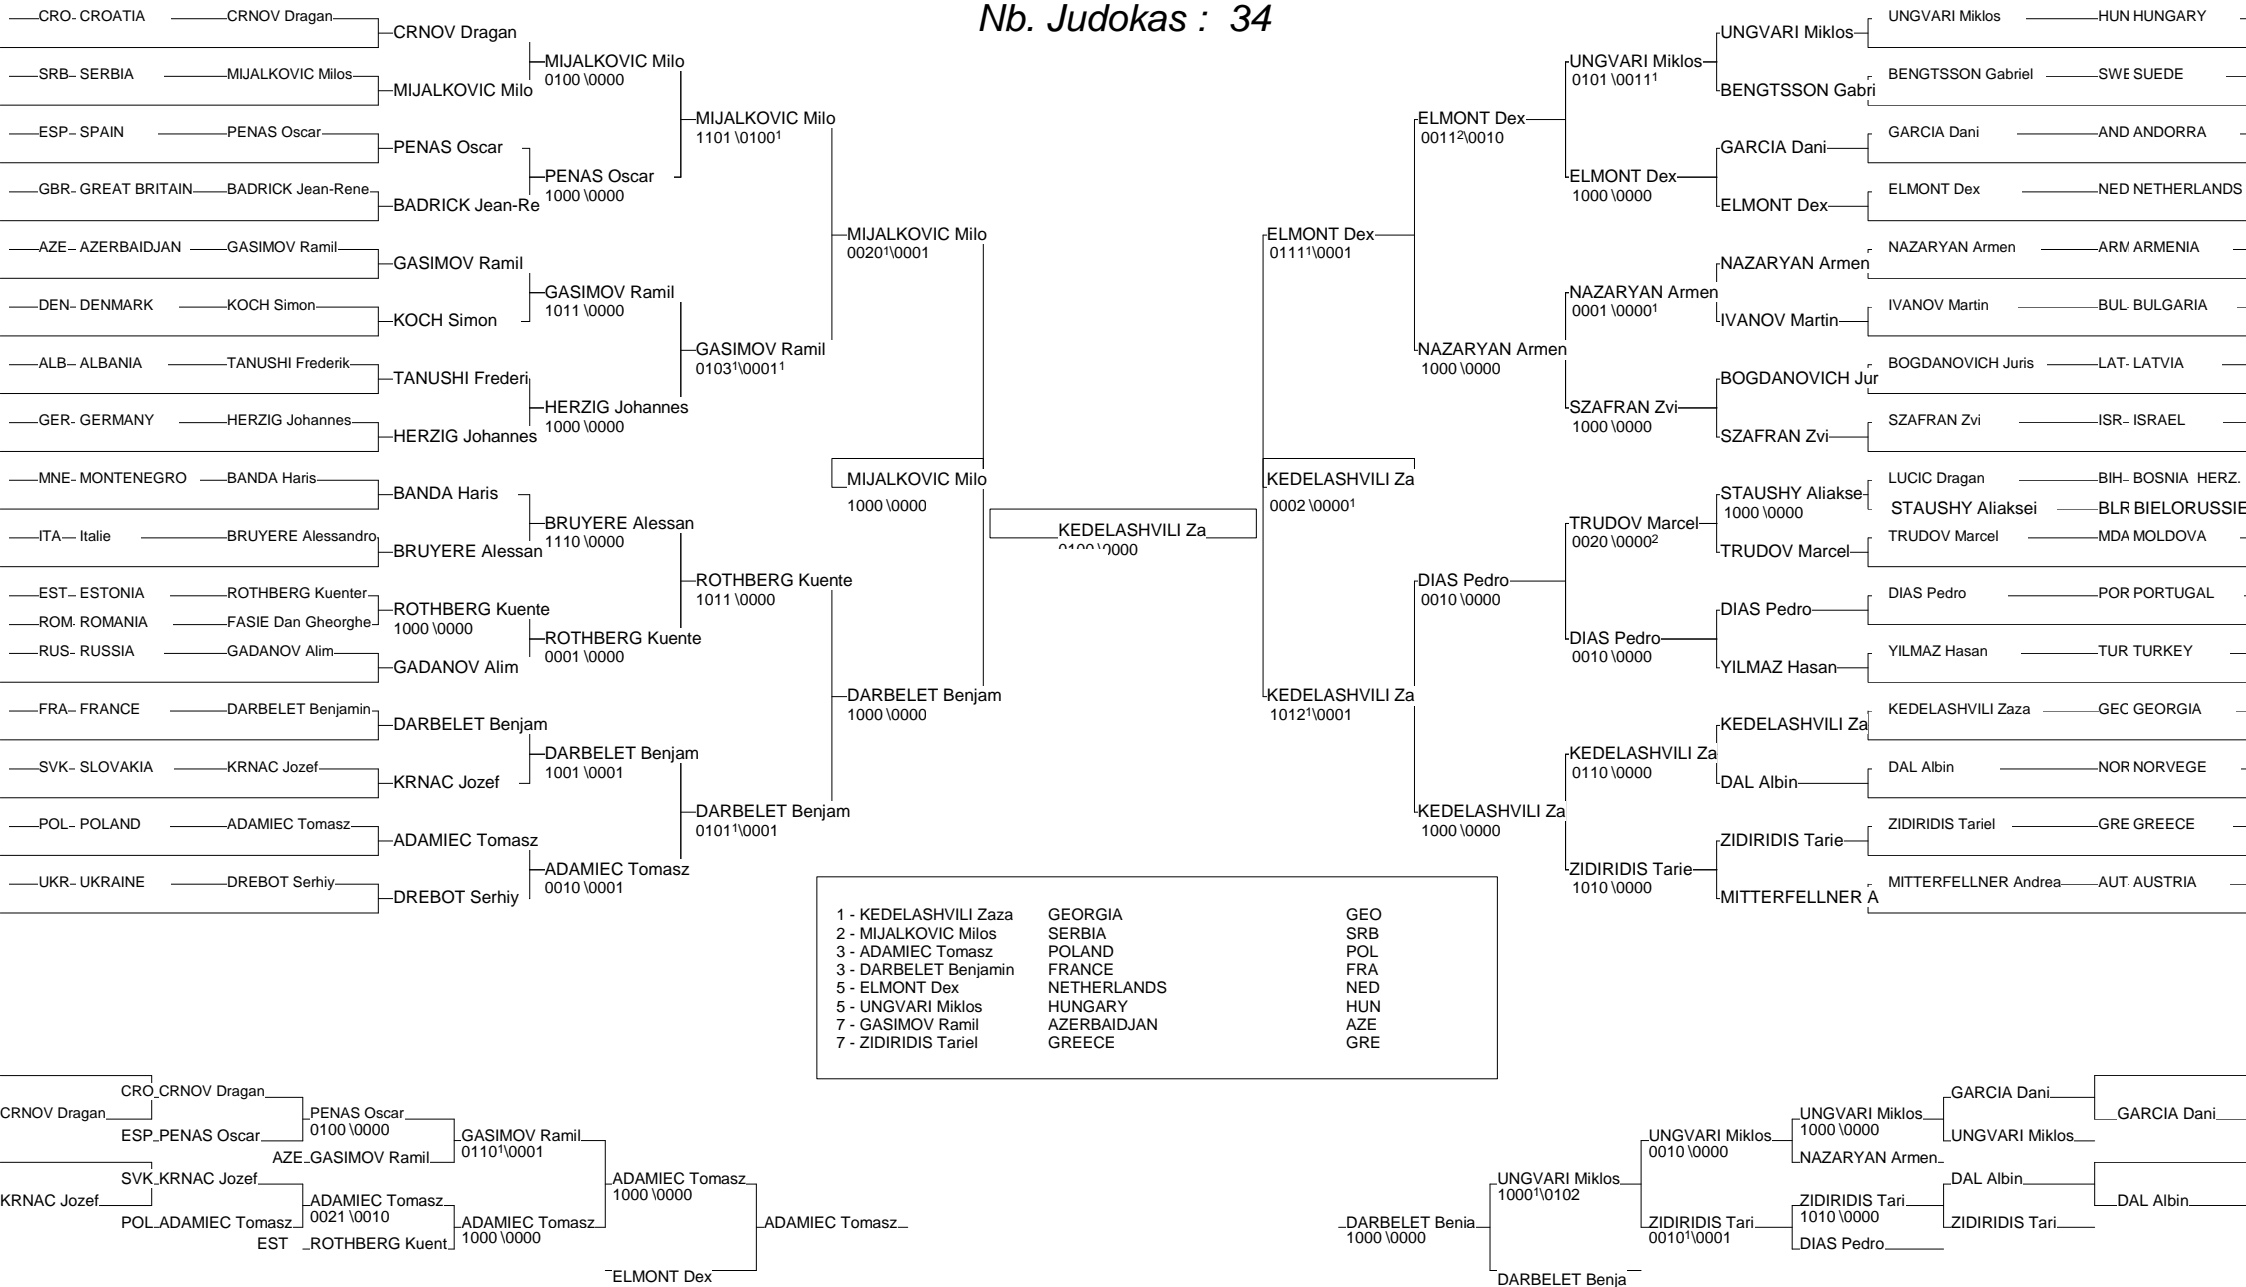 Nb. Judokas : 34
CRO CROATIA CRNOV Dragan
SRB SERBIA MIJALKOVIC Milos
ESP SPAIN PENAS Oscar
GBR GREAT BRITAIN BADRICK Jean-Rene
AZE AZERBAIDJAN GASIMOV Ramil
DEN DENMARK KOCH Simon
ALB ALBANIA TANUSHI Frederik
GER GERMANY HERZIG Johannes
MNE MONTENEGRO BANDA Haris
ITA Italie BRUYERE Alessandro
EST ESTONIA ROTHBERG Kuenter
ROM ROMANIA FASIE Dan Gheorghe
RUS RUSSIA GADANOV Alim
FRA FRANCE DARBELET Benjamin
SVK SLOVAKIA KRNAC Jozef
POL POLAND ADAMIEC Tomasz
UKR UKRAINE DREBOT Serhiy
CRNOV Dragan
MIJALKOVIC Milo
PENAS Oscar
BADRICK Jean-Re
GASIMOV Ramil
KOCH Simon
TANUSHI Frederi
HERZIG Johannes
BANDA Haris
BRUYERE Alessan
ROTHBERG Kuente
1000 \0000
GADANOV Alim
DARBELET Benjam
KRNAC Jozef
ADAMIEC Tomasz
DREBOT Serhiy
MIJALKOVIC Milo
0100 \0000
PENAS Oscar
1000 \0000
GASIMOV Ramil
1011 \0000
HERZIG Johannes
1000 \0000
BRUYERE Alessan
1110 \0000
ROTHBERG Kuente
0001 \0000
DARBELET Benjam
1001 \0001
ADAMIEC Tomasz
0010 \0001
MIJALKOVIC Milo
1101 \0100¹
GASIMOV Ramil
0103¹\0001¹
ROTHBERG Kuente
1011 \0000
DARBELET Benjam
0101¹\0001
MIJALKOVIC Milo
0020¹\0001
MIJALKOVIC Milo
1000 \0000
DARBELET Benjam
1000 \0000
KEDELASHVILI Za
0100 \0000
ELMONT Dex
0111¹\0001
KEDELASHVILI Za
0002 \0000¹
KEDELASHVILI Za
1012¹\0001
ELMONT Dex
0011²\0010
NAZARYAN Armen
1000 \0000
DIAS Pedro
0010 \0000
KEDELASHVILI Za
1000 \0000
UNGVARI Miklos
0101 \0011¹
ELMONT Dex
1000 \0000
NAZARYAN Armen
0001 \0000¹
SZAFRAN Zvi
1000 \0000
TRUDOV Marcel
0020 \0000²
DIAS Pedro
0010 \0000
KEDELASHVILI Za
0110 \0000
ZIDIRIDIS Tarie
1010 \0000
UNGVARI Miklos
BENGTSSON Gabri
GARCIA Dani
ELMONT Dex
NAZARYAN Armen
IVANOV Martin
BOGDANOVICH Jur
SZAFRAN Zvi
STAUSHY Aliakse
1000 \0000
TRUDOV Marcel
DIAS Pedro
YILMAZ Hasan
KEDELASHVILI Za
DAL Albin
ZIDIRIDIS Tarie
MITTERFELLNER A
UNGVARI Miklos HUN HUNGARY
BENGTSSON Gabriel SWE SUEDE
GARCIA Dani AND ANDORRA
ELMONT Dex NED NETHERLANDS
NAZARYAN Armen ARM ARMENIA
IVANOV Martin BUL BULGARIA
BOGDANOVICH Juris LAT LATVIA
SZAFRAN Zvi ISR ISRAEL
LUCIC Dragan BIH BOSNIA HERZ.
STAUSHY Aliaksei BLR BIELORUSSIE
TRUDOV Marcel MDA MOLDOVA
DIAS Pedro POR PORTUGAL
YILMAZ Hasan TUR TURKEY
KEDELASHVILI Zaza GEO GEORGIA
DAL Albin NOR NORVEGE
ZIDIRIDIS Tariel GRE GREECE
MITTERFELLNER Andrea AUT AUSTRIA
1 - KEDELASHVILI Zaza GEORGIA GEO
2 - MIJALKOVIC Milos SERBIA SRB
3 - ADAMIEC Tomasz POLAND POL
3 - DARBELET Benjamin FRANCE FRA
5 - ELMONT Dex NETHERLANDS NED
5 - UNGVARI Miklos HUNGARY HUN
7 - GASIMOV Ramil AZERBAIDJAN AZE
7 - ZIDIRIDIS Tariel GREECE GRE
CRNOV Dragan
KRNAC Jozef
CRO CRNOV Dragan
ESP PENAS Oscar
SVK KRNAC Jozef
POL ADAMIEC Tomasz
PENAS Oscar
0100 \0000
AZE GASIMOV Ramil
ADAMIEC Tomasz
0021 \0010
EST ROTHBERG Kuent
GASIMOV Ramil
0110¹\0001
ADAMIEC Tomasz
1000 \0000
ADAMIEC Tomasz
1000 \0000
ELMONT Dex
ADAMIEC Tomasz
DARBELET Benja
1000 \0000
UNGVARI Miklos
1000¹\0102
DARBELET Benja
UNGVARI Miklos
0010 \0000
ZIDIRIDIS Tari
0010¹\0001
UNGVARI Miklos
1000 \0000
NAZARYAN Armen
ZIDIRIDIS Tari
1010 \0000
DIAS Pedro
GARCIA Dani
UNGVARI Miklos
DAL Albin
ZIDIRIDIS Tari
GARCIA Dani
DAL Albin